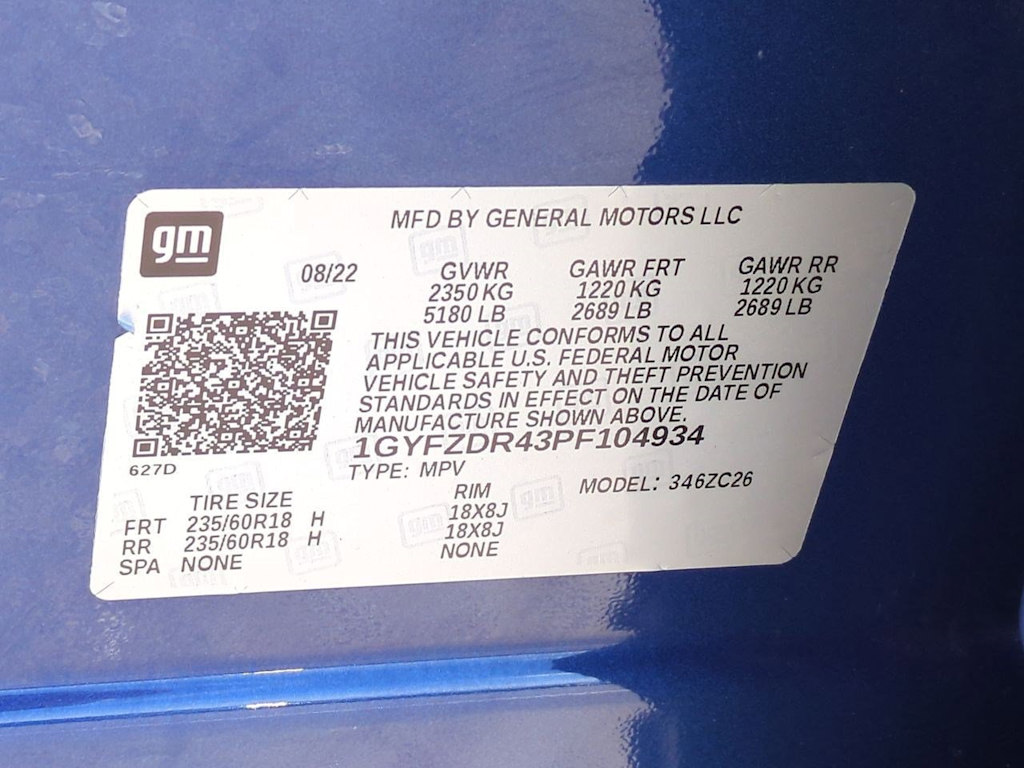 gm
MFD BY GENERAL MOTORS LLC
08/22 GVWR GAWR FRT GAWR RR
2350 KG 1220 KG 1220 KG
5180 LB 2689 LB 2689 LB
THIS VEHICLE CONFORMS TO ALL
APPLICABLE U.S. FEDERAL MOTOR
VEHICLE SAFETY AND THEFT PREVENTION
STANDARDS IN EFFECT ON THE DATE OF
MANUFACTURE SHOWN ABOVE.
1GYFZDR43PF104934
627D
TYPE: MPV MODEL: 346ZC26
TIRE SIZE RIM
FRT 235/60R18 H 18X8J
RR 235/60R18 H 18X8J
SPA NONE NONE